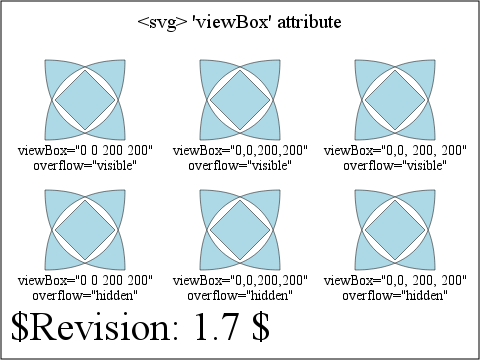 <svg> 'viewBox' attribute
viewBox="0 0 200 200"
overflow="visible"
viewBox="0,0,200,200"
overflow="visible"
viewBox="0,0, 200, 200"
overflow="visible"
viewBox="0 0 200 200"
overflow="hidden"
viewBox="0,0,200,200"
overflow="hidden"
viewBox="0,0, 200, 200"
overflow="hidden"
$Revision: 1.7 $